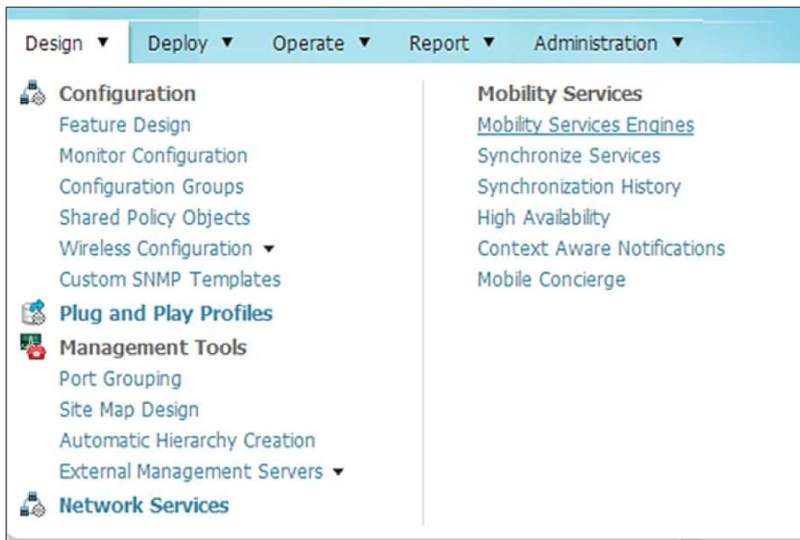 Design ▼ Deploy ▼ Operate ▼ Report ▼ Administration ▼
Configuration
Feature Design
Monitor Configuration
Configuration Groups
Shared Policy Objects
Wireless Configuration ▼
Custom SNMP Templates
Plug and Play Profiles
Management Tools
Port Grouping
Site Map Design
Automatic Hierarchy Creation
External Management Servers ▼
Network Services
Mobility Services
Mobility Services Engines
Synchronize Services
Synchronization History
High Availability
Context Aware Notifications
Mobile Concierge